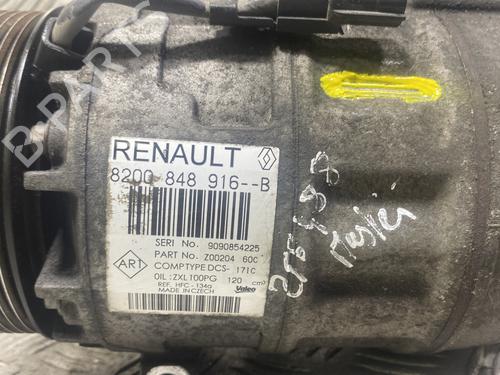 B-PARTS
RENAULT
8200 848 916--B
SERI No. 9090854225
PART No. Z00204 60C
COMPTYPE DCS- 171C
OIL:ZXL100PG 120 cm³
REF. HFC - 134a
MADE IN CZECH Valeo
ART